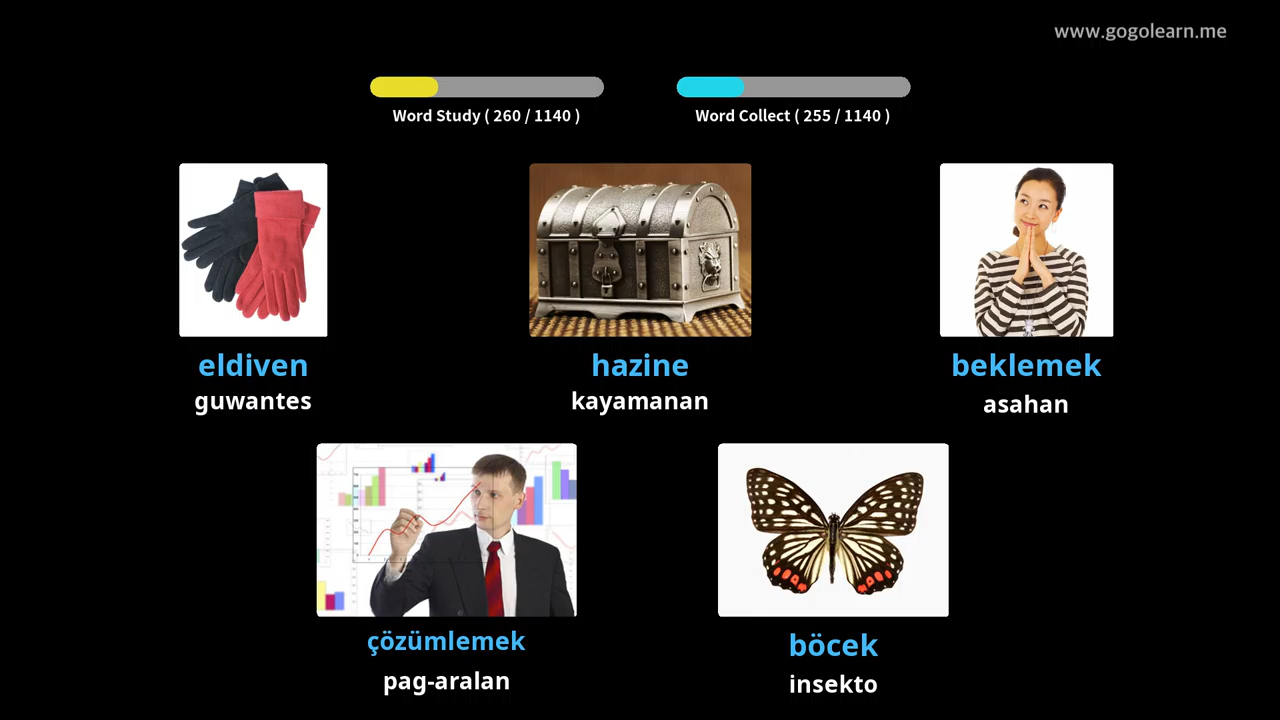 www.gogolearn.me
Word Study ( 260 / 1140 )
Word Collect ( 255 / 1140 )
eldiven
guwantes
hazine
kayamanan
beklemek
asahan
çözümlemek
pag-aralan
böcek
insekto